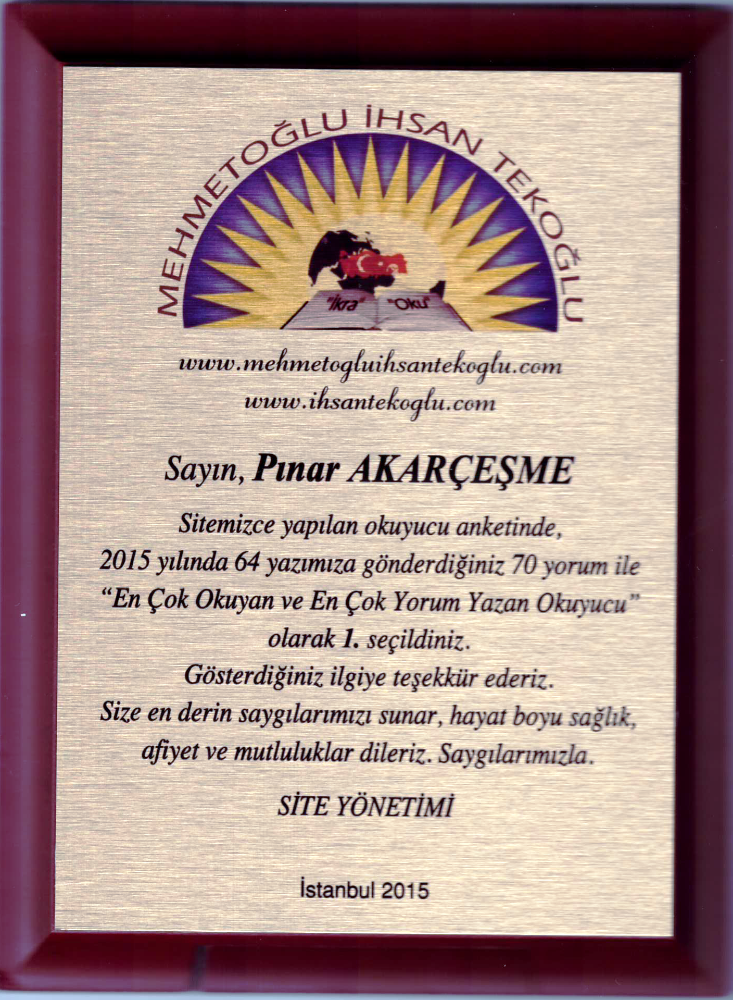 MEHMETOĞLU İHSAN TEKOĞLU
"İkra" "Oku"
www.mehmetogluihsantekoglu.com
www.ihsantekoglu.com
Sayın, Pınar AKARÇEŞME
Sitemizce yapılan okuyucu anketinde,
2015 yılında 64 yazımıza gönderdiğiniz 70 yorum ile
“En Çok Okuyan ve En Çok Yorum Yazan Okuyucu”
olarak 1. seçildiniz.
Gösterdiğiniz ilgiye teşekkür ederiz.
Size en derin saygılarımızı sunar, hayat boyu sağlık,
afiyet ve mutluluklar dileriz. Saygılarımızla.
SİTE YÖNETİMİ
İstanbul 2015